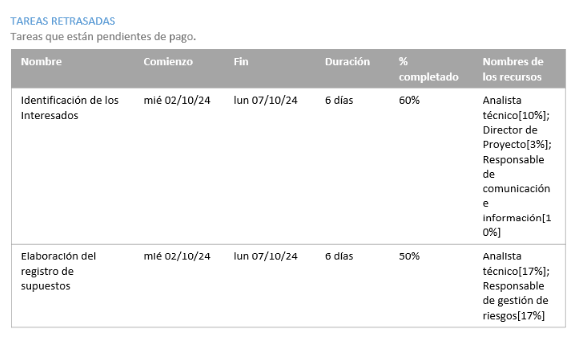 TAREAS RETRASADAS
Tareas que están pendientes de pago.
Nombre Comienzo Fin Duración % completado Nombres de los recursos
Identificación de los Interesados mié 02/10/24 lun 07/10/24 6 días 60% Analista técnico[10%]; Director de Proyecto[3%]; Responsable de comunicación e información[10%]
Elaboración del registro de supuestos mié 02/10/24 lun 07/10/24 6 días 50% Analista técnico[17%]; Responsable de gestión de riesgos[17%]